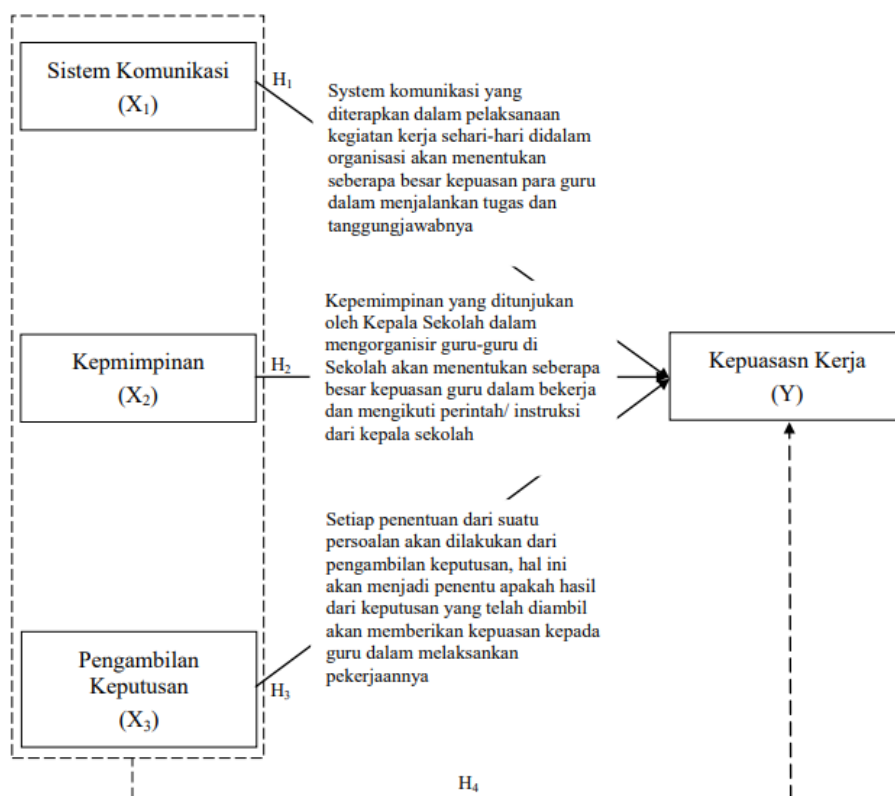 Sistem Komunikasi
(X₁)
H₁
System komunikasi yang
diterapkan dalam pelaksanaan
kegiatan kerja sehari-hari didalam
organisasi akan menentukan
seberapa besar kepuasan para guru
dalam menjalankan tugas dan
tanggungjawabnya
Kepmimpinan
(X₂)
H₂
Kepemimpinan yang ditunjukan
oleh Kepala Sekolah dalam
mengorganisir guru-guru di
Sekolah akan menentukan seberapa
besar kepuasan guru dalam bekerja
dan mengikuti perintah/ instruksi
dari kepala sekolah
Kepuasasn Kerja
(Y)
Setiap penentuan dari suatu
persoalan akan dilakukan dari
pengambilan keputusan, hal ini
akan menjadi penentu apakah hasil
dari keputusan yang telah diambil
akan memberikan kepuasan kepada
guru dalam melaksankan
pekerjaannya
Pengambilan
Keputusan
(X₃)
H₃
H₄